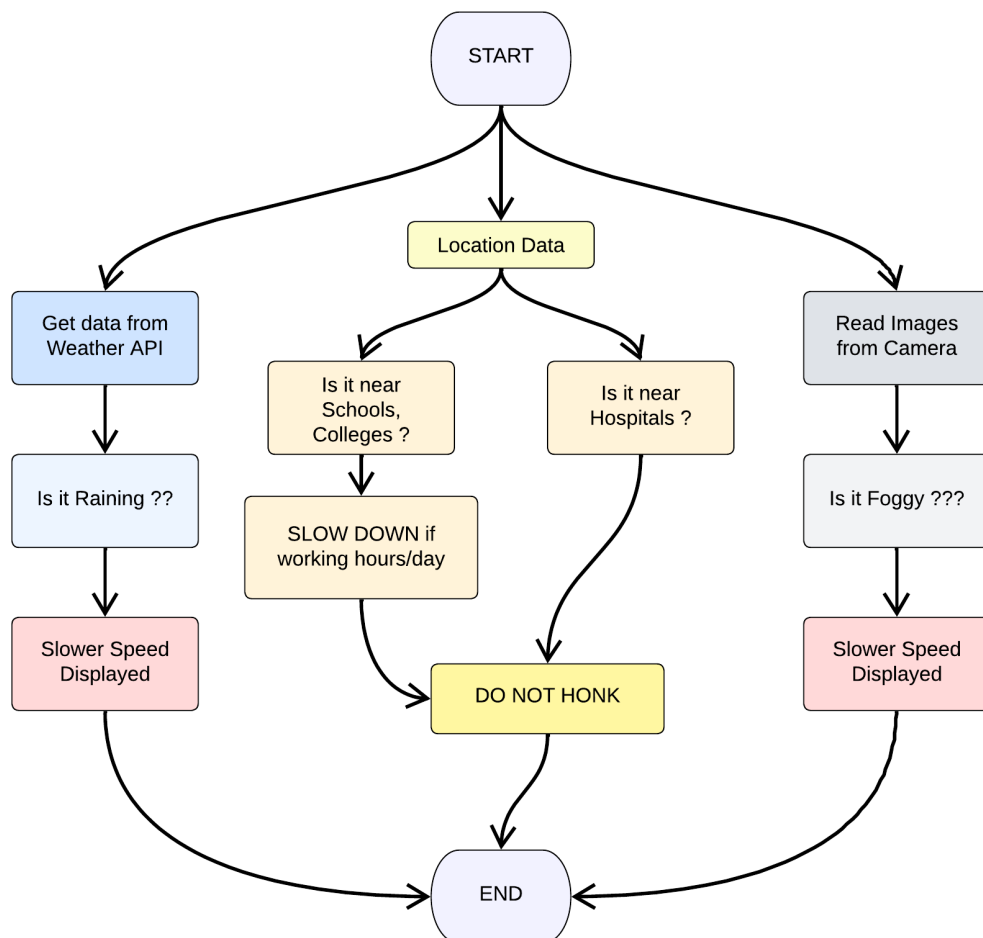 START
Location Data
Get data from
Weather API
Read Images
from Camera
Is it near
Schools,
Colleges ?
Is it near
Hospitals ?
Is it Raining ??
Is it Foggy ???
SLOW DOWN if
working hours/day
Slower Speed
Displayed
Slower Speed
Displayed
DO NOT HONK
END